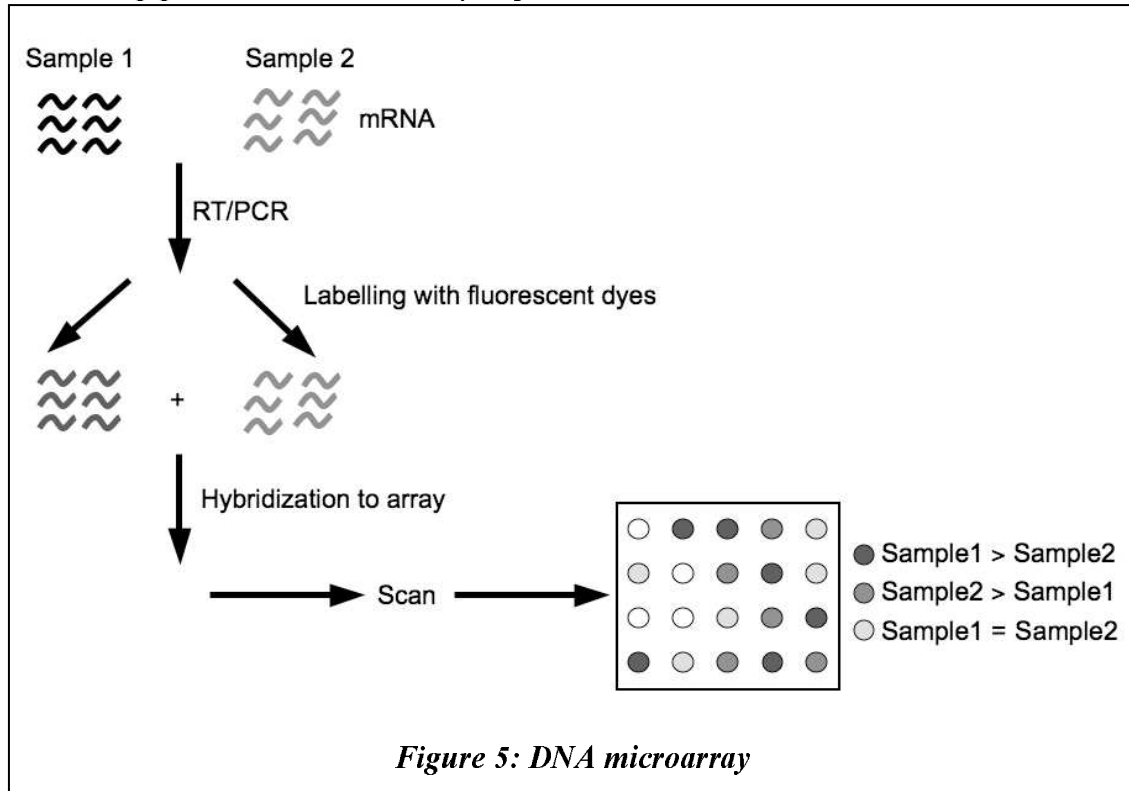 Sample 1
Sample 2
mRNA
RT/PCR
Labelling with fluorescent dyes
+
Hybridization to array
Scan
Sample1 > Sample2
Sample2 > Sample1
Sample1 = Sample2
Figure 5: DNA microarray